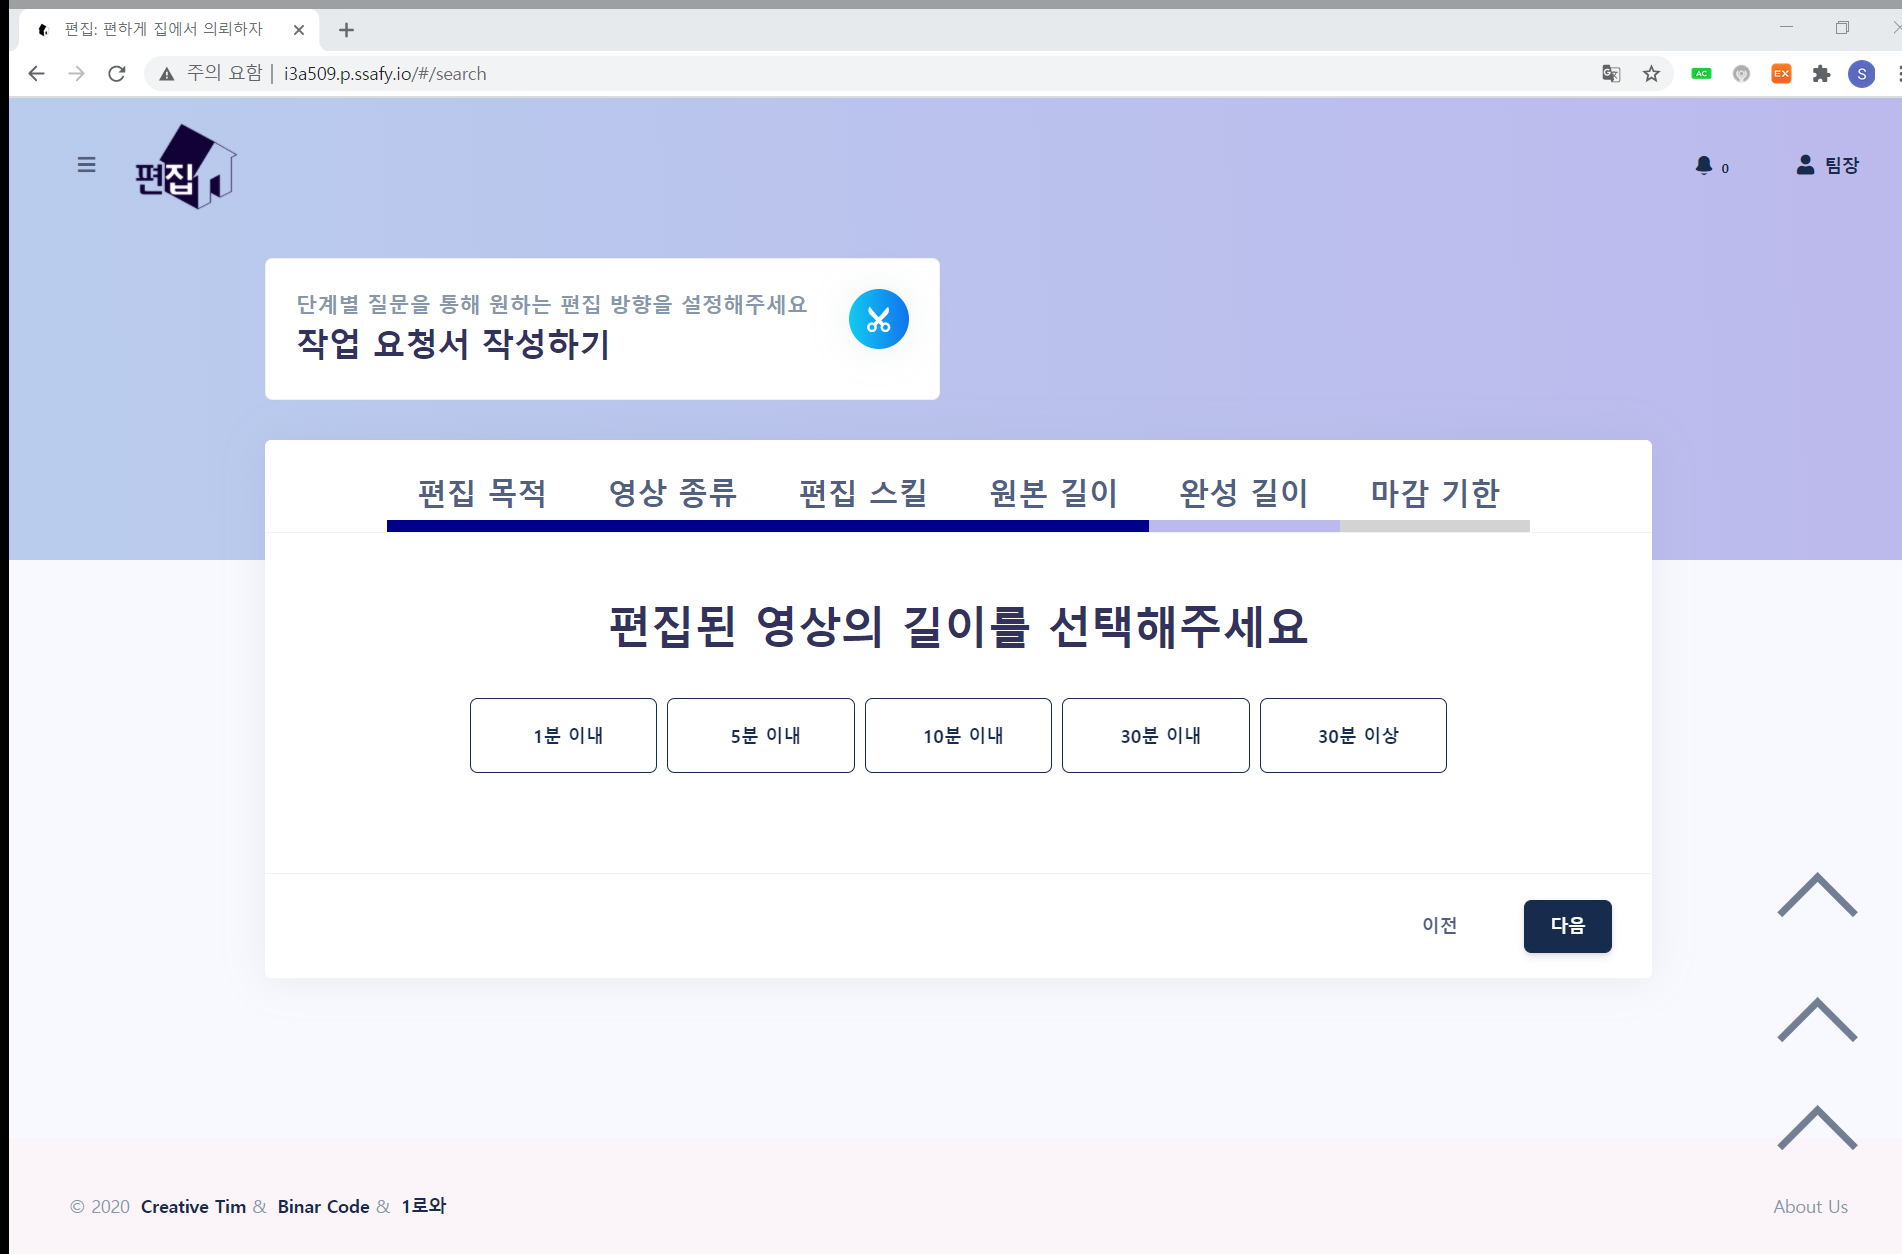 편집: 편하게 집에서 의뢰하자
주의 요함 | i3a509.p.ssafy.io/#/search
AC
EX
S
편집
0
팀장
단계별 질문을 통해 원하는 편집 방향을 설정해주세요
작업 요청서 작성하기
편집 목적 영상 종류 편집 스킬 원본 길이 완성 길이 마감 기한
편집된 영상의 길이를 선택해주세요
1분 이내 5분 이내 10분 이내 30분 이내 30분 이상
이전 다음
© 2020 Creative Tim & Binar Code & 1로와
About Us